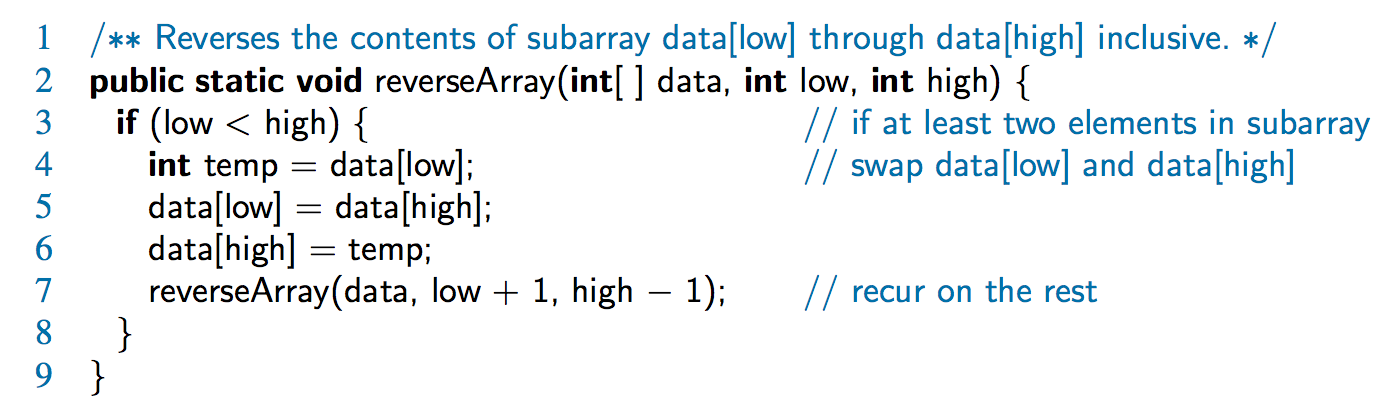 1 /** Reverses the contents of subarray data[low] through data[high] inclusive. */
2 public static void reverseArray(int[ ] data, int low, int high) {
3 if (low < high) { // if at least two elements in subarray
4 int temp = data[low]; // swap data[low] and data[high]
5 data[low] = data[high];
6 data[high] = temp;
7 reverseArray(data, low + 1, high − 1); // recur on the rest
8 }
9 }